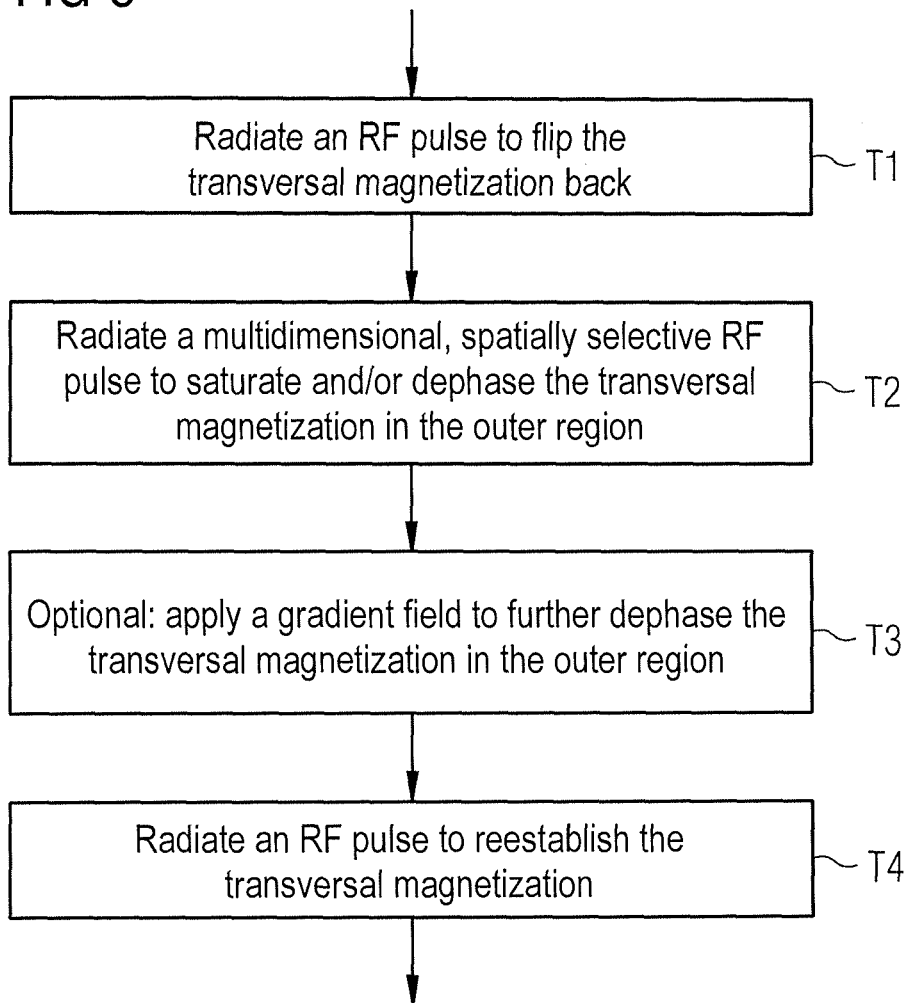 Radiate an RF pulse to flip the
transversal magnetization back
T1
Radiate a multidimensional, spatially selective RF
pulse to saturate and/or dephase the transversal
magnetization in the outer region
T2
Optional: apply a gradient field to further dephase the
transversal magnetization in the outer region
T3
Radiate an RF pulse to reestablish the
transversal magnetization
T4